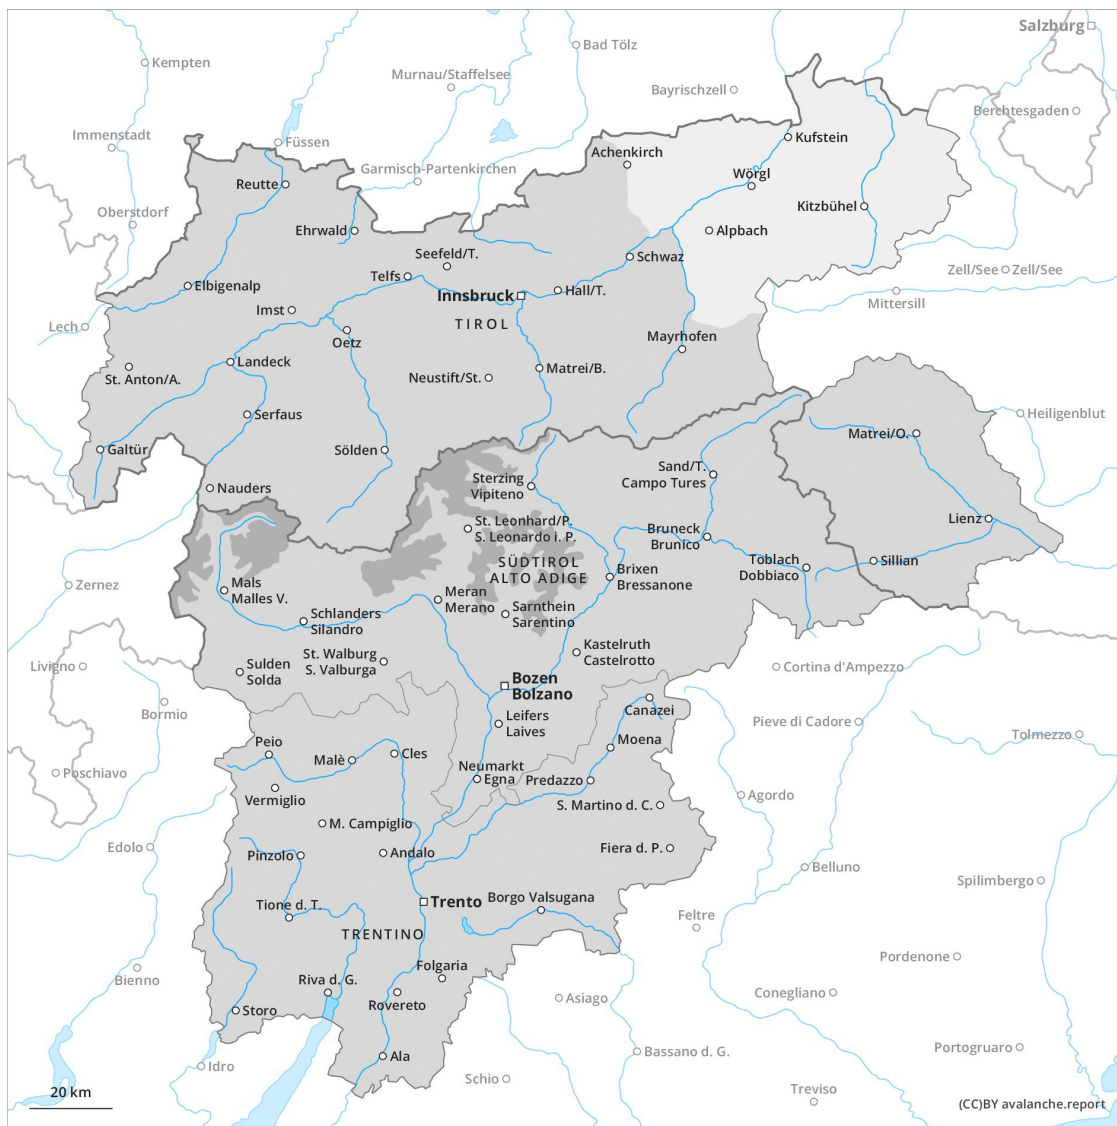 Salzburg
Bad Tölz
Kempten
Murnau/Staffelsee
Bayrischzell
Berchtesgaden
Immenstadt
Füssen
Kufstein
Achenkirch
Garmisch-Partenkirchen
Wörgl
Reutte
Kitzbühel
Oberstdorf
Ehrwald
Alpbach
Seefeld/T.
Schwaz
Zell/See
Zell/See
Telfs
Elbigenalp
Hall/T.
Innsbruck
Mittersill
Imst
TIROL
Lech
Oetz
Mayrhofen
Landeck
Matrei/B.
St. Anton/A.
Neustift/St.
Serfaus
Heiligenblut
Matrei/O.
Galtür
Sölden
Sand/T.
Campo Tures
Sterzing
Vipiteno
Nauders
St. Leonhard/P.
S. Leonardo i. P.
Lienz
Bruneck
Brunico
SÜDTIROL
ALTO ADIGE
Toblach
Dobbiaco
Sillian
Brixen
Bressanone
Zernez
Mals
Malles V.
Meran
Merano
Sarnthein
Sarentino
Schlanders
Silandro
Kastelruth
Castelrotto
St. Walburg
S. Valburga
Livigno
Sulden
Solda
Cortina d'Ampezzo
Bozen
Bolzano
Canazei
Bormio
Leifers
Laives
Pieve di Cadore
Tolmezzo
Peio
Moena
Cles
Malè
Poschiavo
Neumarkt
Egna
Predazzo
Vermiglio
Agordo
S. Martino d. C.
M. Campiglio
Edolo
Pinzolo
Andalo
Fiera d. P.
Belluno
Spilimbergo
Borgo Valsugana
Trento
Tione d. T.
Feltre
TRENTINO
Pordenone
Bienno
Folgaria
Riva d. G.
Rovereto
Asiago
Conegliano
Storo
Portogruaro
Ala
Bassano d. G.
Idro
Schio
Treviso
20 km
(CC)BY avalanche.report